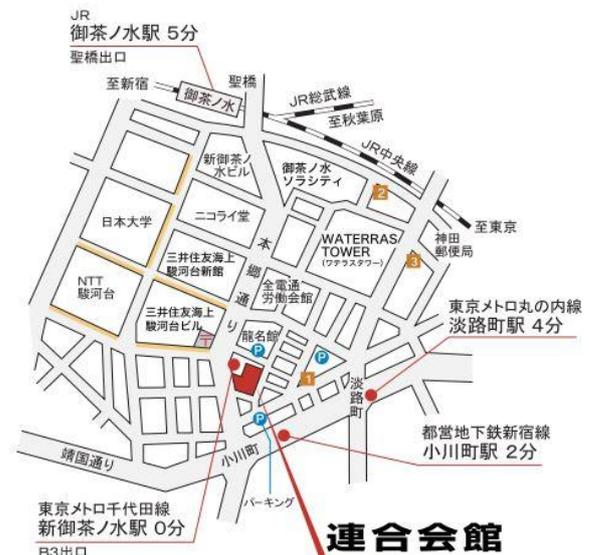 JR
御茶ノ水駅 5分
聖橋出口
至新宿
聖橋
御茶ノ水
JR総武線
至秋葉原
JR中央線
至東京
新御茶ノ
水ビル
御茶ノ水
ソラシティ
2
日本大学
ニコライ堂
本郷通り
WATERRAS
TOWER
(ワテラスタワー)
神田
郵便局
3
三井住友海上
駿河台新館
NTT
駿河台
全電通
労働会館
三井住友海上
駿河台ビル
〒
龍名館
P
P
1
P
東京メトロ丸の内線
淡路町駅 4分
淡路町
都営地下鉄新宿線
小川町駅 2分
小川町
靖国通り
パーキング
東京メトロ千代田線
新御茶ノ水駅 0分
B3出口
連合会館